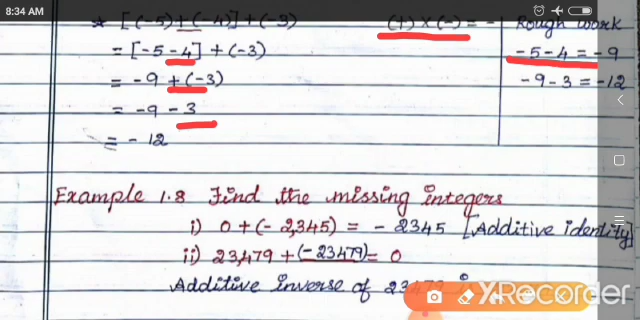 8:34 AM
* [(-5)+(-4)]+(-3) (+) × (-) = - Rough work
= [-5-4] + (-3) -5-4 = -9
= -9 +(-3) -9-3 = -12
= -9 - 3
= - 12
Example 1.8 Find the missing integers
i) 0 + (- 2,345) = - 2345 [Additive identity]
ii) 23,479 + (-23479) = 0
Additive inverse of 23479 is
XRecorder